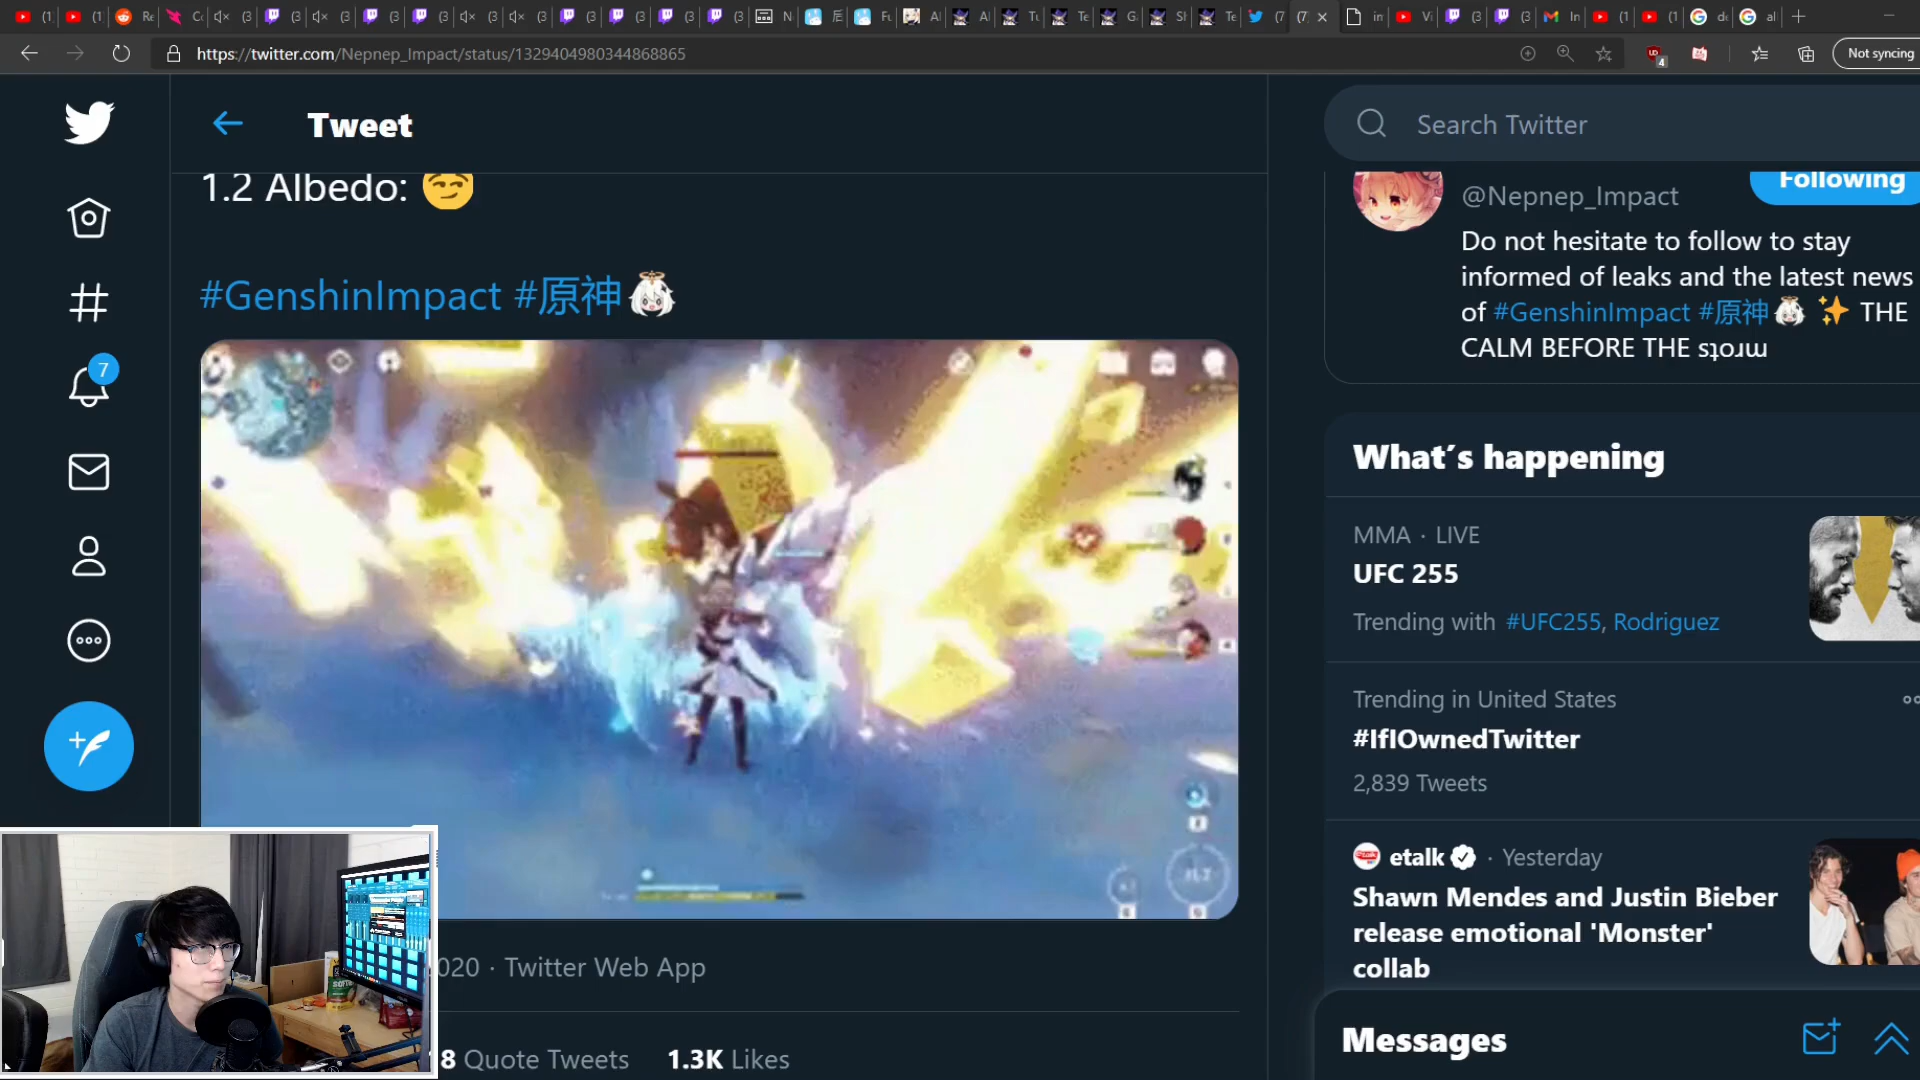 https://twitter.com/Nepnep_Impact/status/1329404980344868865
Not syncing
4
Tweet
1.2 Albedo: 😏
#GenshinImpact #原神
7
020 · Twitter Web App
8 Quote Tweets 1.3K Likes
Search Twitter
@Nepnep_Impact
Following
Do not hesitate to follow to stay
informed of leaks and the latest news
of #GenshinImpact #原神 ✨ THE
CALM BEFORE THE sʇoɹɯ
What's happening
MMA · LIVE
UFC 255
Trending with #UFC255, Rodriguez
Trending in United States
#IfIOwnedTwitter
2,839 Tweets
etalk · Yesterday
Shawn Mendes and Justin Bieber
release emotional 'Monster'
collab
Messages